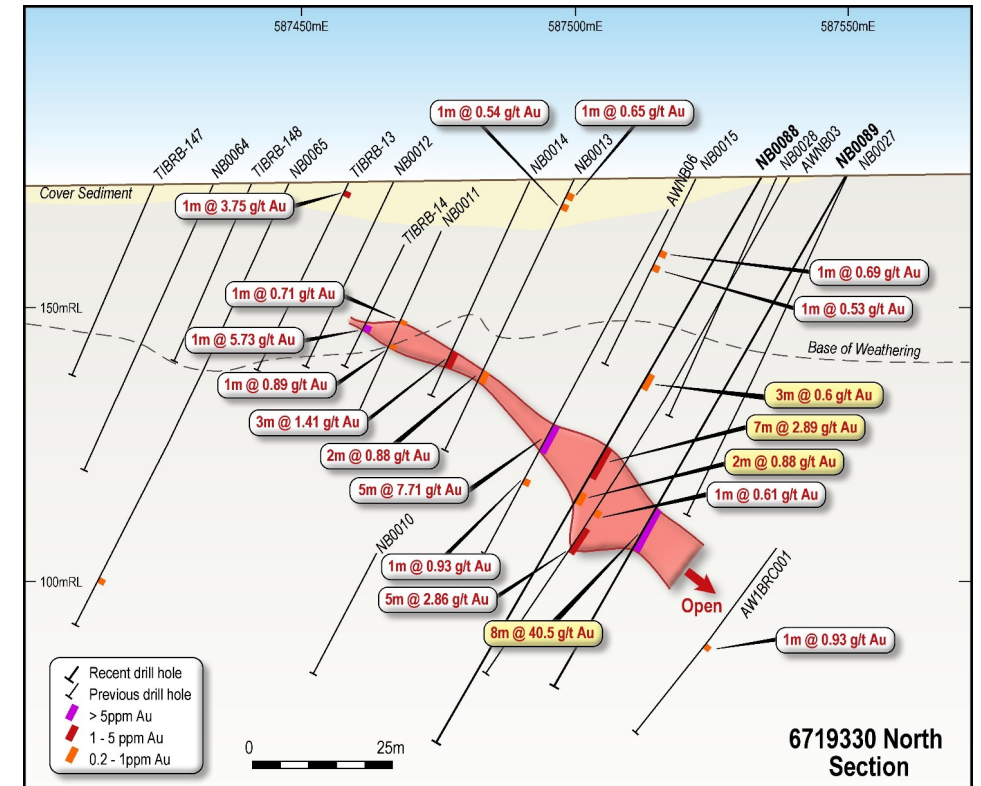 587450mE
587500mE
587550mE
1m @ 0.54 g/t Au
1m @ 0.65 g/t Au
TIBRB-147
NB0064
TIBRB-148
NB0065
TIBRB-13
NB0012
NB0014
NB0013
AWNB06
NB0015
NB0088
NB0028
AWNB03
NB0089
NB0027
Cover Sediment
1m @ 3.75 g/t Au
TIBRB-14
NB0011
1m @ 0.69 g/t Au
1m @ 0.71 g/t Au
150mRL
1m @ 0.53 g/t Au
1m @ 5.73 g/t Au
Base of Weathering
1m @ 0.89 g/t Au
3m @ 0.6 g/t Au
3m @ 1.41 g/t Au
7m @ 2.89 g/t Au
2m @ 0.88 g/t Au
2m @ 0.88 g/t Au
5m @ 7.71 g/t Au
1m @ 0.61 g/t Au
NB0010
1m @ 0.93 g/t Au
100mRL
5m @ 2.86 g/t Au
Open
AW1BRC001
8m @ 40.5 g/t Au
1m @ 0.93 g/t Au
Recent drill hole
Previous drill hole
> 5ppm Au
1 - 5 ppm Au
0.2 - 1ppm Au
0
25m
6719330 North
Section